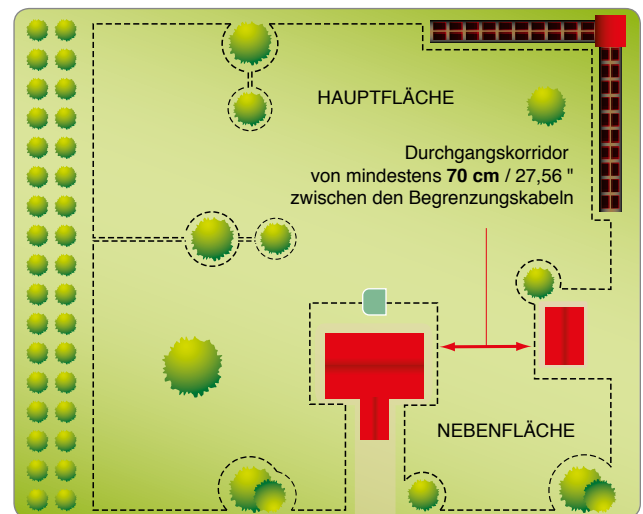 HAUPTFLÄCHE
Durchgangskorridor
von mindestens 70 cm / 27,56 "
zwischen den Begrenzungskabeln
NEBENFLÄCHE